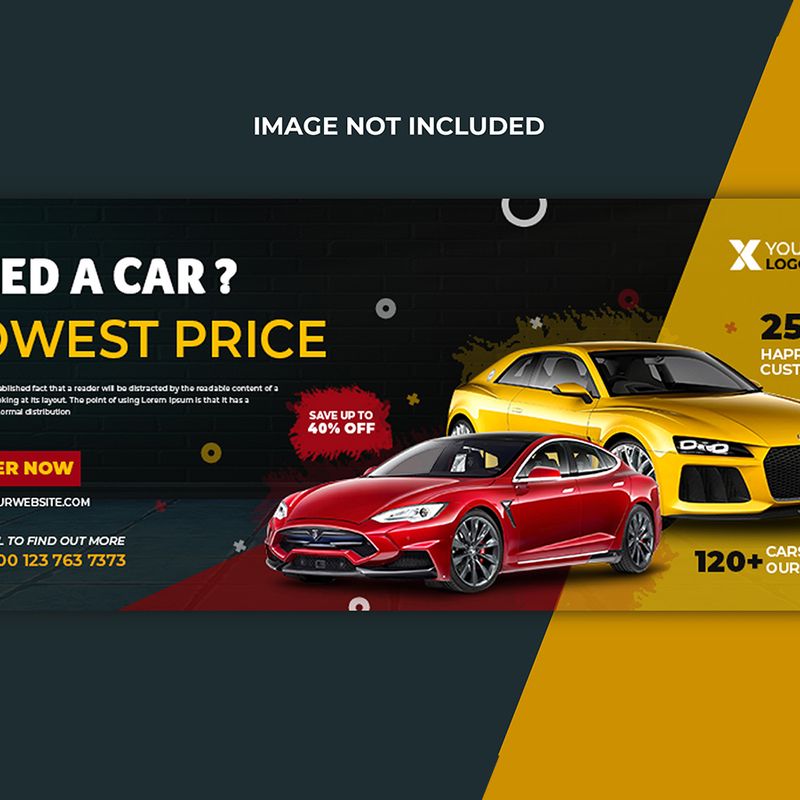 IMAGE NOT INCLUDED
ED A CAR ?
OWEST PRICE
ablished fact that a reader will be distracted by the readable content of a
oking at its layout. The point of using Lorem Ipsum is that it has a
ormal distribution
SAVE UP TO
40% OFF
ER NOW
URWEBSITE.COM
L TO FIND OUT MORE
00 123 763 7373
YOU
LOGO
25
HAPP
CUST
120+
CARS
OUR